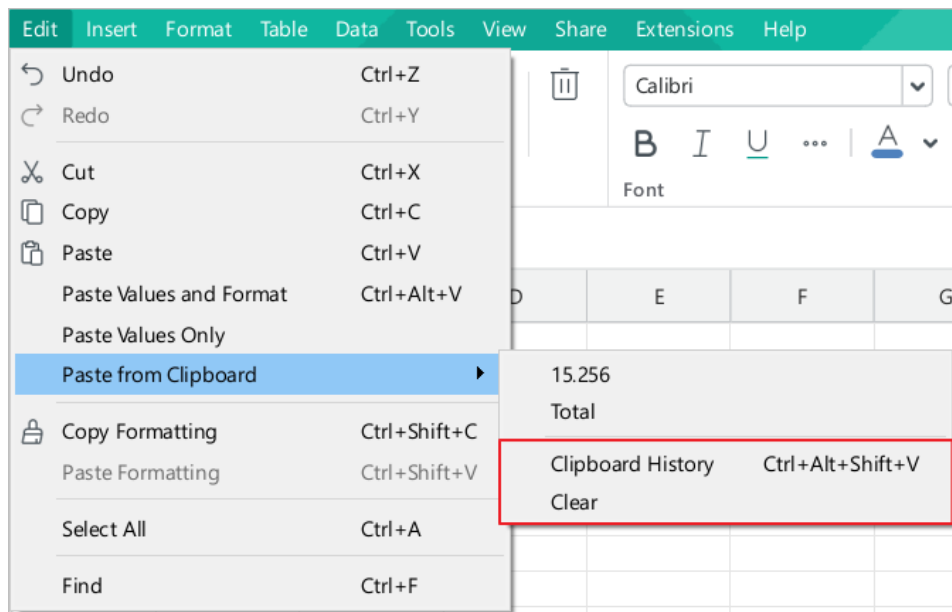 Edit Insert Format Table Data Tools View Share Extensions Help
Undo Ctrl+Z
Redo Ctrl+Y
Cut Ctrl+X
Copy Ctrl+C
Paste Ctrl+V
Paste Values and Format Ctrl+Alt+V
Paste Values Only
Paste from Clipboard
Copy Formatting Ctrl+Shift+C
Paste Formatting Ctrl+Shift+V
Select All Ctrl+A
Find Ctrl+F
Calibri
B I U A
Font
D E F G
15.256
Total
Clipboard History Ctrl+Alt+Shift+V
Clear